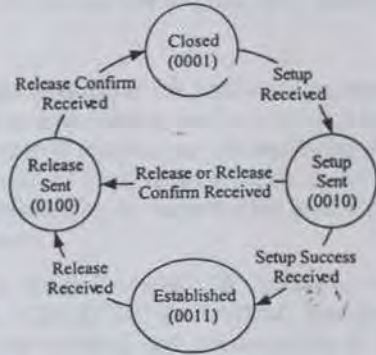 Closed
(0001)
Release Confirm
Received
Setup
Received
Release
Sent
(0100)
Release or Release
Confirm Received
Setup
Sent
(0010)
Release
Received
Setup Success
Received
Established
(0011)